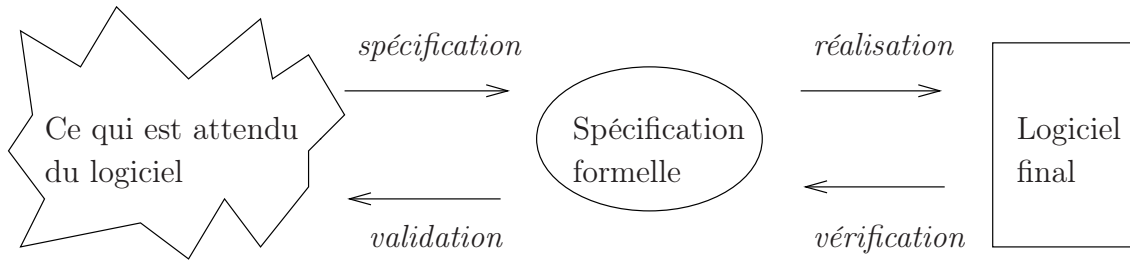 spécification
réalisation
Ce qui est attendu
du logiciel
Spécification
formelle
Logiciel
final
validation
vérification